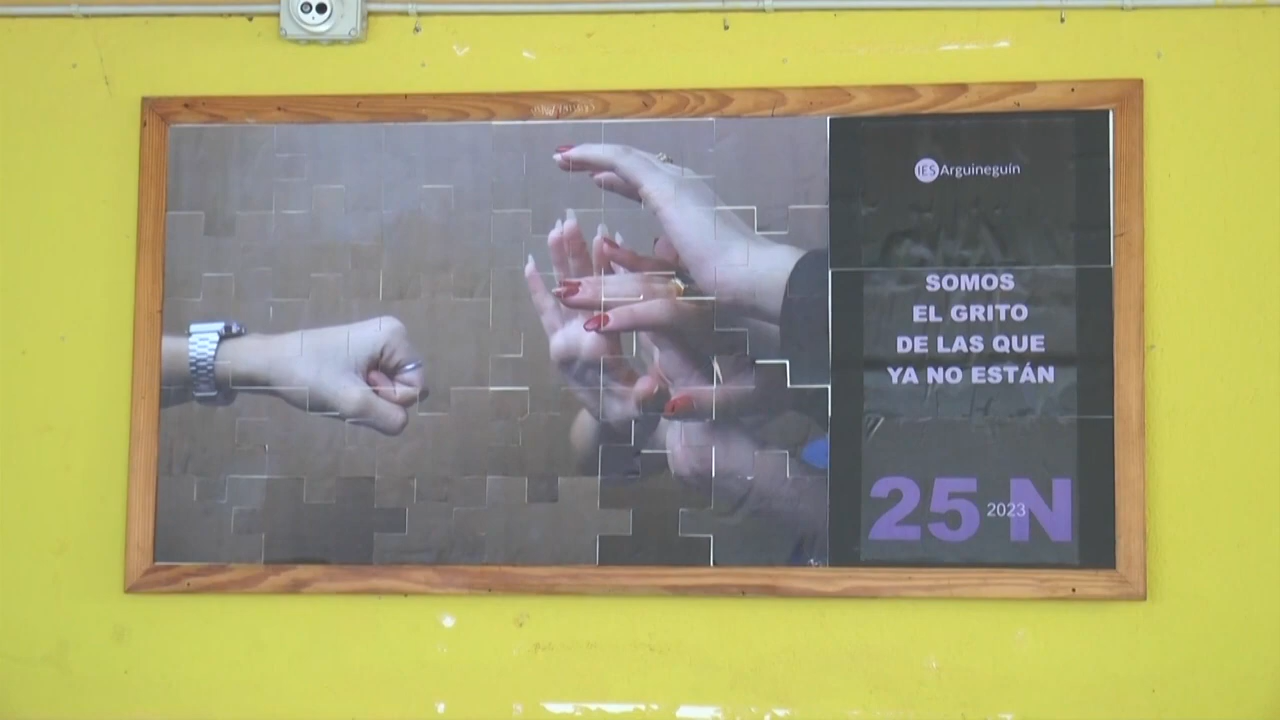 IES Arguineguín
SOMOS
EL GRITO
DE LAS QUE
YA NO ESTÁN
25 2023 N